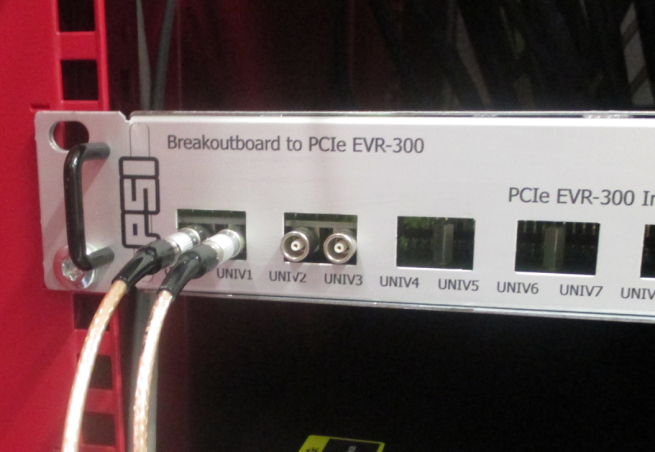 Breakoutboard to PCIe EVR-300
PSI
PCIe EVR-300
UNIV1 UNIV2 UNIV3 UNIV4 UNIV5 UNIV6 UNIV7